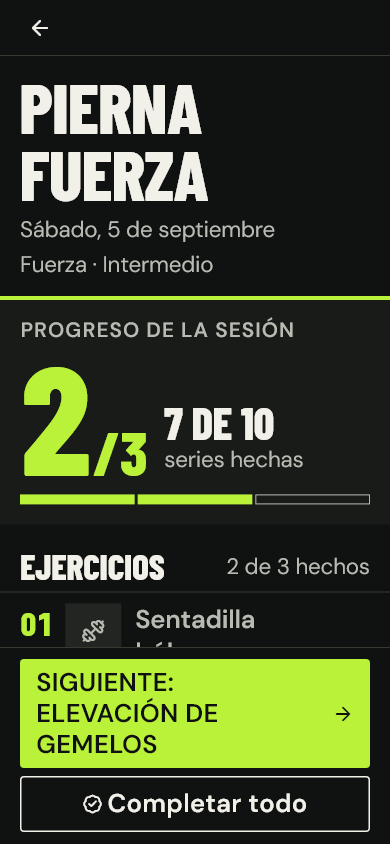 PIERNA
FUERZA
Sábado, 5 de septiembre
Fuerza · Intermedio
PROGRESO DE LA SESIÓN
2/3
7 DE 10
series hechas
EJERCICIOS
2 de 3 hechos
01
Sentadilla
SIGUIENTE:
ELEVACIÓN DE
GEMELOS
Completar todo